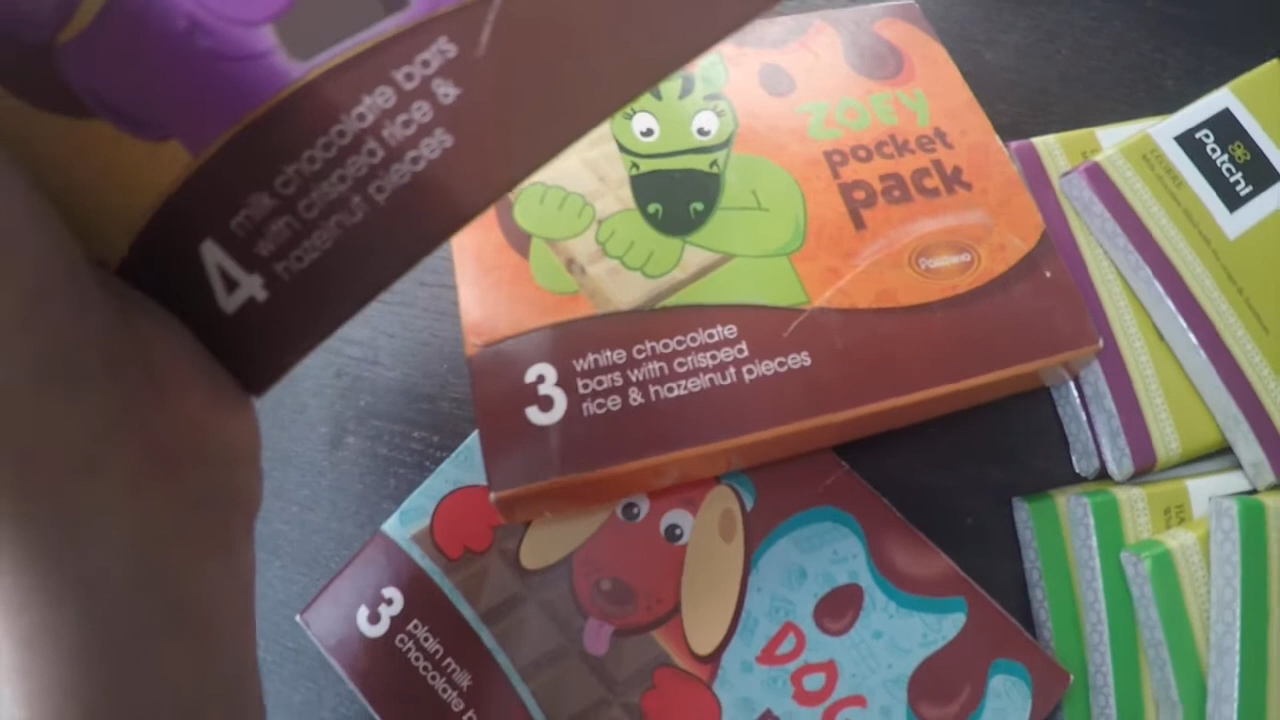 4
milk chocolate bars
with crisped rice &
hazelnut pieces
ZOEY
pocket
pack
3
white chocolate
bars with crisped
rice & hazelnut pieces
Patchi
3
plain milk
chocolate b
DOG